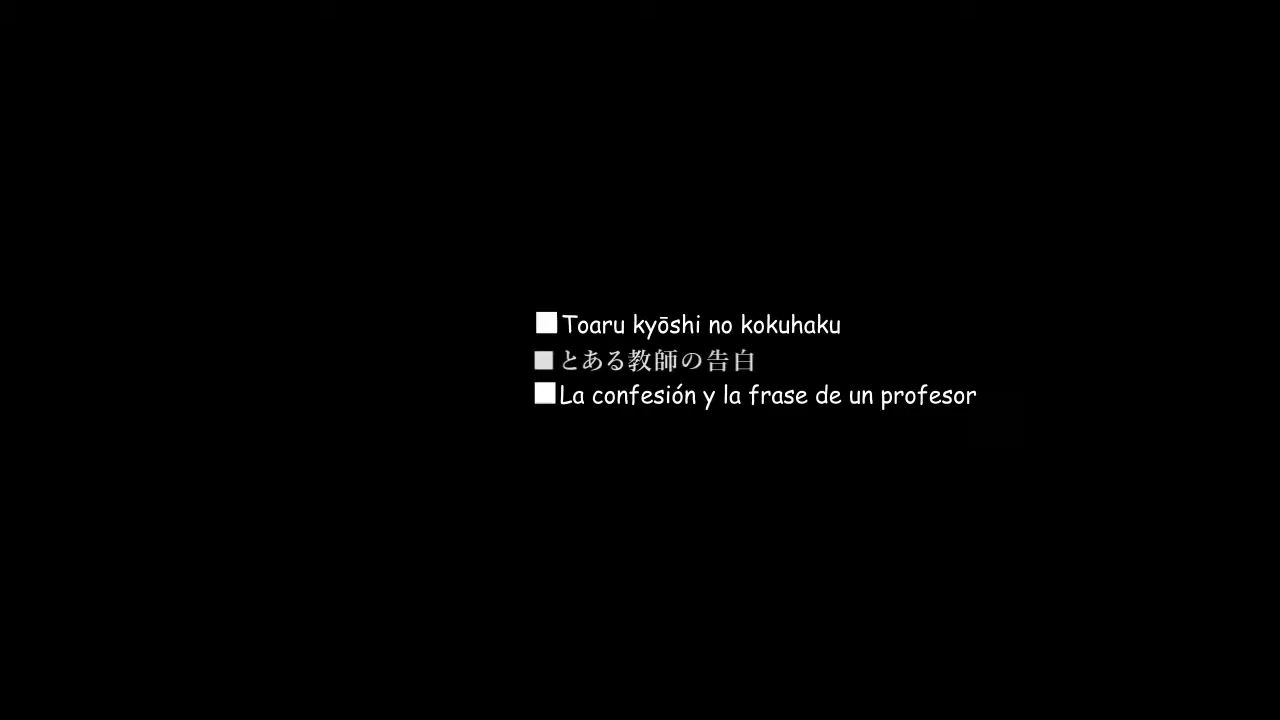 ■Toaru kyōshi no kokuhaku
■とある教師の告白
■La confesión y la frase de un profesor